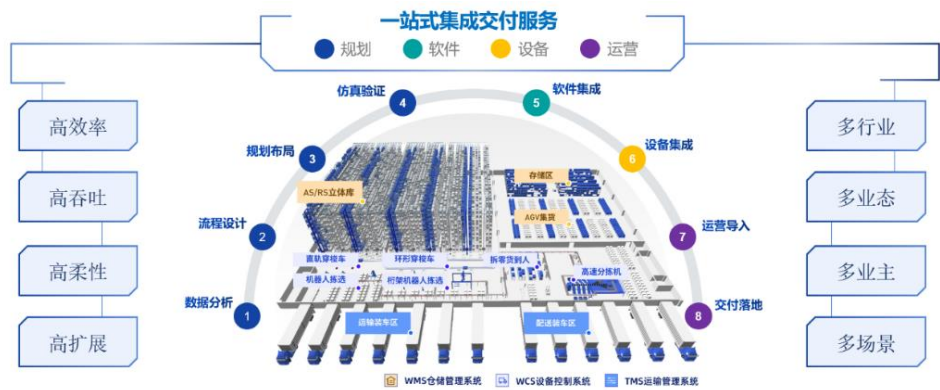 一站式集成交付服务
规划
软件
设备
运营
高效率
高吞吐
高柔性
高扩展
数据分析
1
流程设计
2
规划布局
3
仿真验证
4
软件集成
5
设备集成
6
运营导入
7
交付落地
8
AS/RS立体库
存储区
AGV集货
直轨穿梭车
环形穿梭车
拆零货到人
机器人拣选
桁架机器人拣选
高速分拣机
运输装车区
配送装车区
多行业
多业态
多业主
多场景
WMS仓储管理系统
WCS设备控制系统
TMS运输管理系统